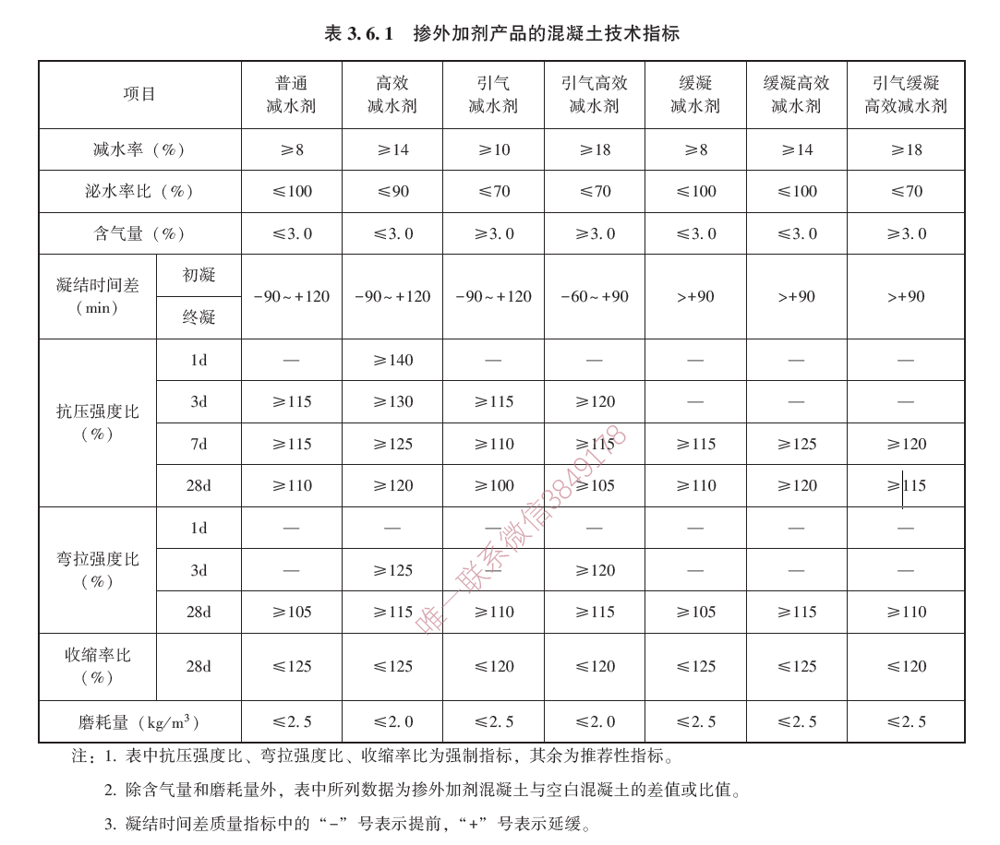 表 3.6.1 掺外加剂产品的混凝土技术指标
项目 普通减水剂 高效减水剂 引气减水剂 引气高效减水剂 缓凝减水剂 缓凝高效减水剂 引气缓凝高效减水剂
减水率（%） ≥8 ≥14 ≥10 ≥18 ≥8 ≥14 ≥18
泌水率比（%） ≤100 ≤90 ≤70 ≤70 ≤100 ≤100 ≤70
含气量（%） ≤3.0 ≤3.0 ≥3.0 ≥3.0 ≤3.0 ≤3.0 ≥3.0
凝结时间差（min） 初凝 终凝 -90~+120 -90~+120 -90~+120 -60~+90 >+90 >+90 >+90
抗压强度比（%）
1d — ≥140 — — — — —
3d ≥115 ≥130 ≥115 ≥120 — — —
7d ≥115 ≥125 ≥110 ≥115 ≥115 ≥125 ≥120
28d ≥110 ≥120 ≥100 ≥105 ≥110 ≥120 ≥115
弯拉强度比（%）
1d — — — — — — —
3d — ≥125 — ≥120 — — —
28d ≥105 ≥115 ≥110 ≥115 ≥105 ≥115 ≥110
收缩率比（%） 28d ≤125 ≤125 ≤120 ≤120 ≤125 ≤125 ≤120
磨耗量（kg/m³） ≤2.5 ≤2.0 ≤2.5 ≤2.0 ≤2.5 ≤2.5 ≤2.5
注：1. 表中抗压强度比、弯拉强度比、收缩率比为强制指标，其余为推荐性指标。
2. 除含气量和磨耗量外，表中所列数据为掺外加剂混凝土与空白混凝土的差值或比值。
3. 凝结时间差质量指标中的“-”号表示提前，“+”号表示延缓。
唯一联系微信3849178